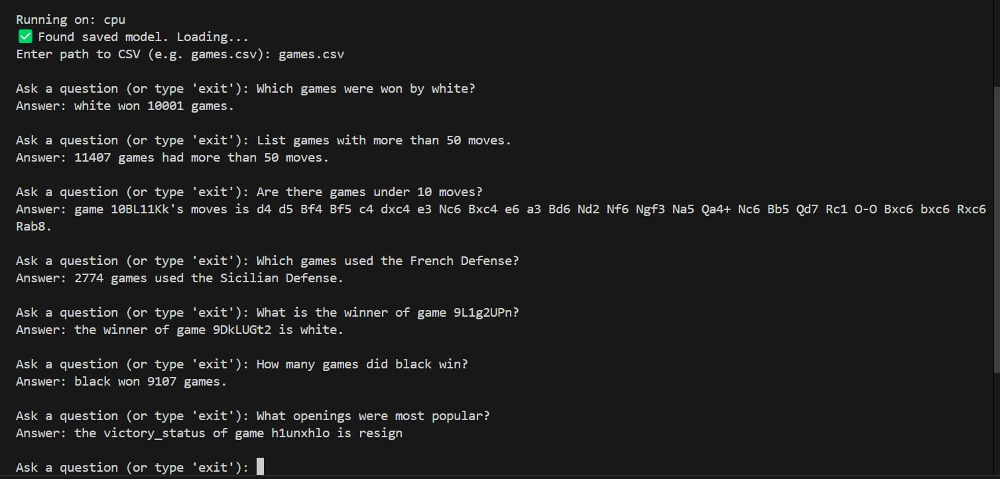 Running on: cpu
✅ Found saved model. Loading...
Enter path to CSV (e.g. games.csv): games.csv
Ask a question (or type 'exit'): Which games were won by white?
Answer: white won 10001 games.
Ask a question (or type 'exit'): List games with more than 50 moves.
Answer: 11407 games had more than 50 moves.
Ask a question (or type 'exit'): Are there games under 10 moves?
Answer: game 10BL11Kk's moves is d4 d5 Bf4 Bf5 c4 dxc4 e3 Nc6 Bxc4 e6 a3 Bd6 Nd2 Nf6 Ngf3 Na5 Qa4+ Nc6 Bb5 Qd7 Rc1 O-O Bxc6 bxc6 Rxc6
Rab8.
Ask a question (or type 'exit'): Which games used the French Defense?
Answer: 2774 games used the Sicilian Defense.
Ask a question (or type 'exit'): What is the winner of game 9L1g2UPn?
Answer: the winner of game 9DkLUGt2 is white.
Ask a question (or type 'exit'): How many games did black win?
Answer: black won 9107 games.
Ask a question (or type 'exit'): What openings were most popular?
Answer: the victory_status of game h1unxhlo is resign
Ask a question (or type 'exit'):